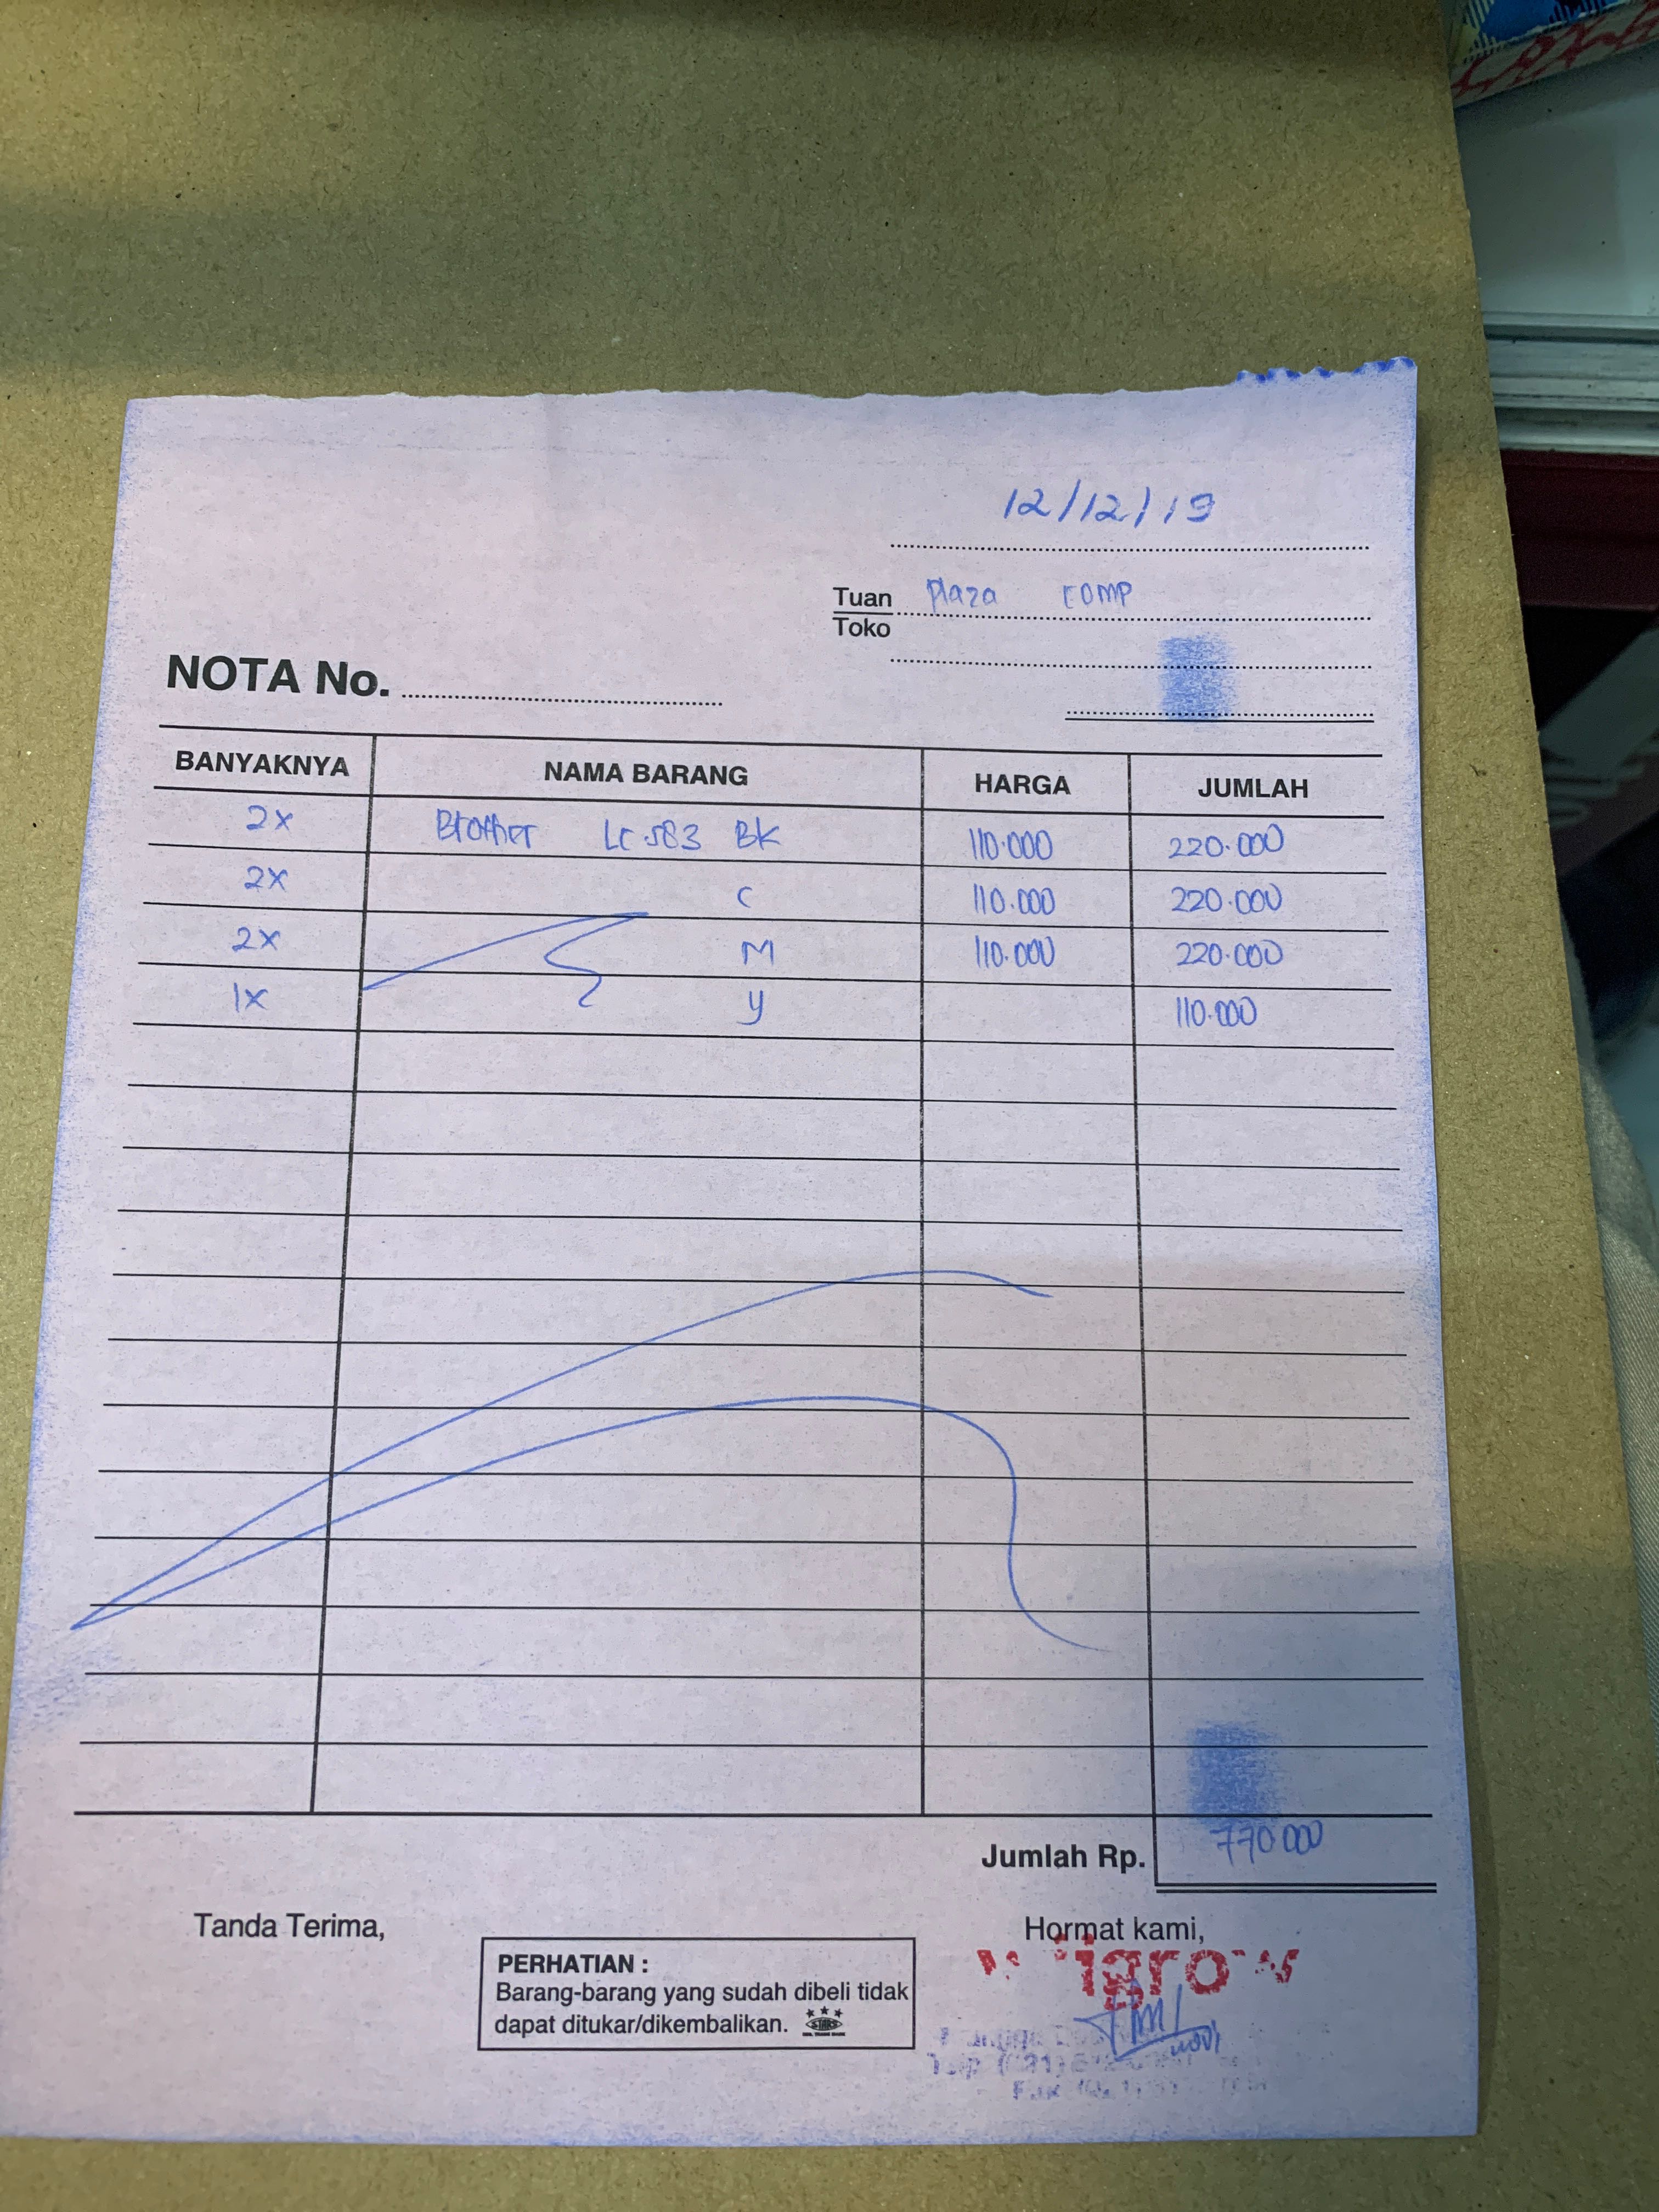 12/12/19
Tuan Plaza comp
Toko
NOTA No.
BANYAKNYA NAMA BARANG HARGA JUMLAH
2x Brother Lc 583 BK 110.000 220.000
2x C 110.000 220.000
2x M 110.000 220.000
1x y 110.000
Jumlah Rp. 770 000
Tanda Terima,
Hormat kami,
PERHATIAN :
Barang-barang yang sudah dibeli tidak
dapat ditukar/dikembalikan.
STARS